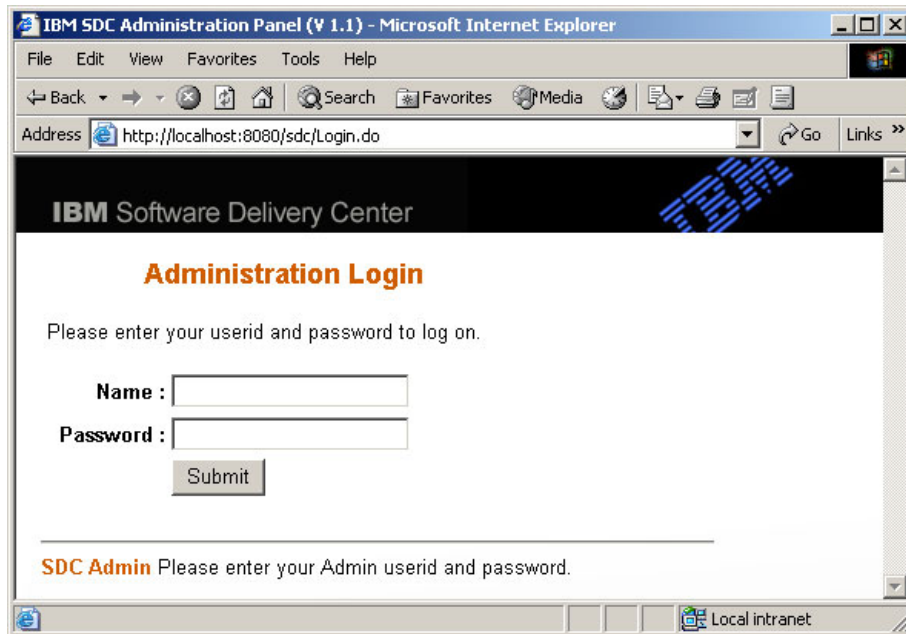 IBM SDC Administration Panel (V 1.1) - Microsoft Internet Explorer
File Edit View Favorites Tools Help
Back Search Favorites Media
Address http://localhost:8080/sdc/Login.do Go Links »
IBM Software Delivery Center IBM
Administration Login
Please enter your userid and password to log on.
Name :
Password :
Submit
SDC Admin Please enter your Admin userid and password.
Local intranet